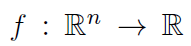 f : ℝⁿ → ℝ